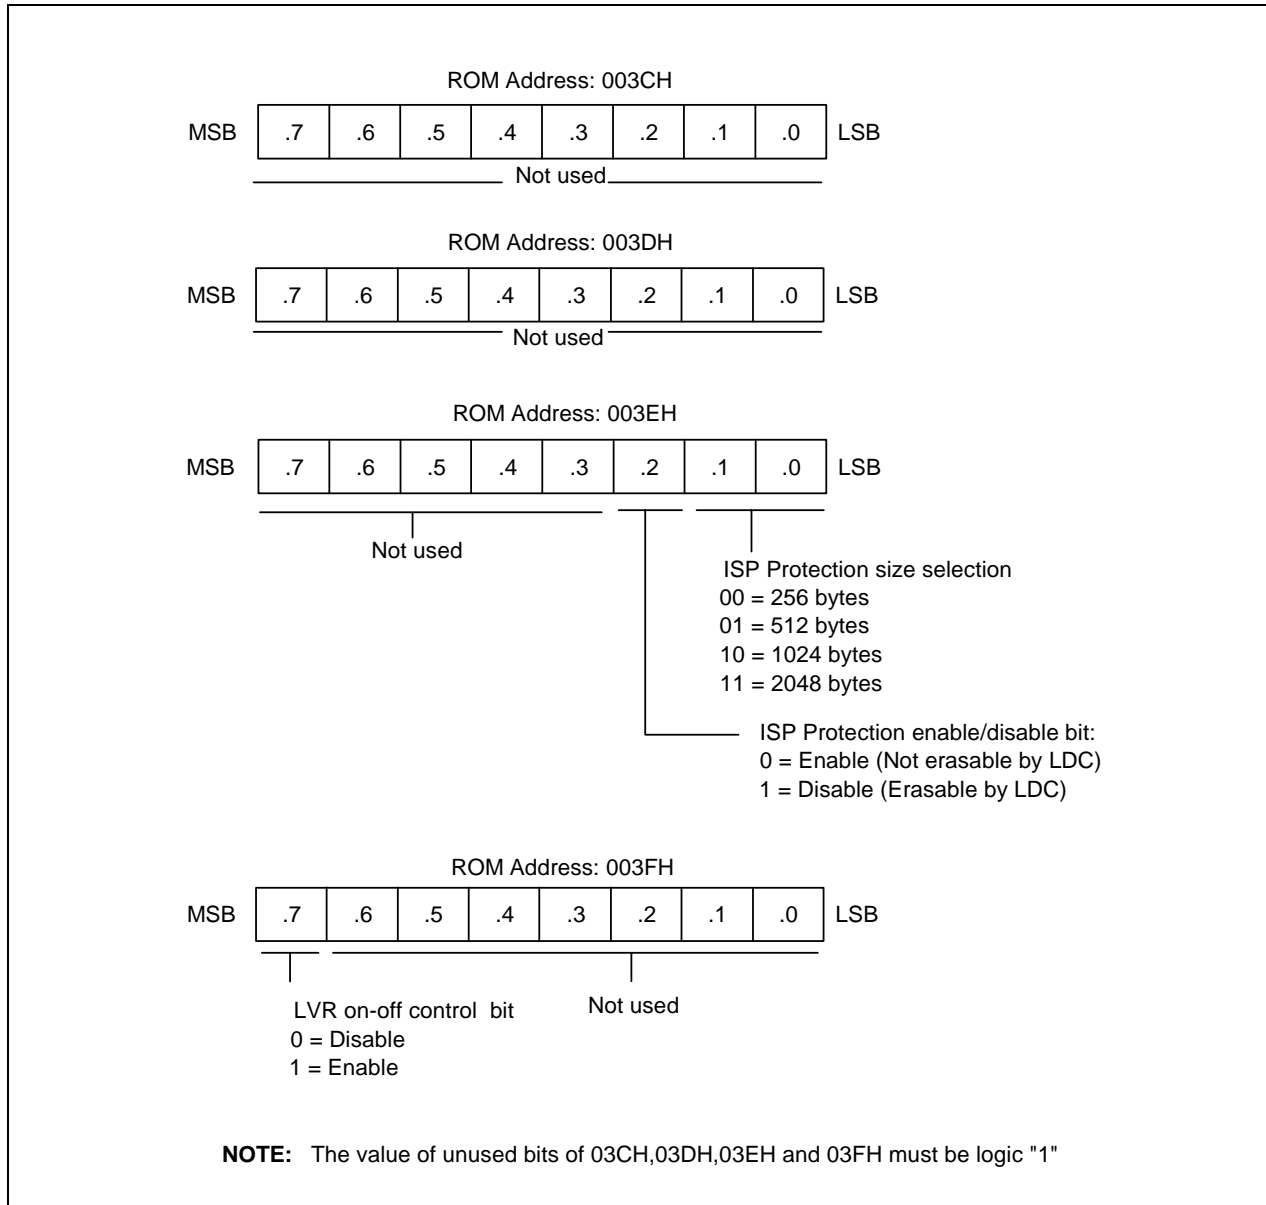 ROM Address: 003CH
MSB .7 .6 .5 .4 .3 .2 .1 .0 LSB
Not used
ROM Address: 003DH
MSB .7 .6 .5 .4 .3 .2 .1 .0 LSB
Not used
ROM Address: 003EH
MSB .7 .6 .5 .4 .3 .2 .1 .0 LSB
Not used
ISP Protection size selection
00 = 256 bytes
01 = 512 bytes
10 = 1024 bytes
11 = 2048 bytes
ISP Protection enable/disable bit:
0 = Enable (Not erasable by LDC)
1 = Disable (Erasable by LDC)
ROM Address: 003FH
MSB .7 .6 .5 .4 .3 .2 .1 .0 LSB
LVR on-off control bit
0 = Disable
1 = Enable
Not used
NOTE: The value of unused bits of 03CH,03DH,03EH and 03FH must be logic "1"